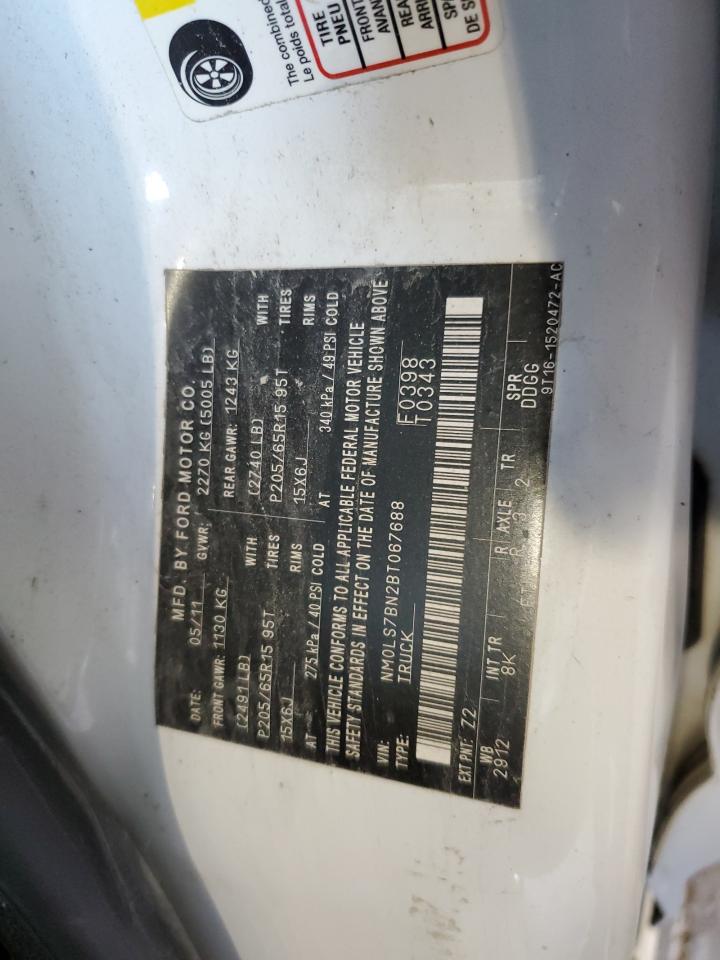 The combined
Le poids total
TIRE
PNEU
FRONT
AVAN
REA
ARRI
SP
DE S
MFD. BY FORD MOTOR CO.
DATE: 05/11 GVWR: 2270 KG (5005 LB)
FRONT GAWR: 1130 KG REAR GAWR: 1243 KG
(2491 LB) WITH (2740 LB) WITH
P205/65R15 95T TIRES P205/65R15 95T TIRES
15X6J RIMS 15X6J RIMS
AT 275 kPa / 40 PSI COLD AT 340 kPa / 49 PSI COLD
THIS VEHICLE CONFORMS TO ALL APPLICABLE FEDERAL MOTOR VEHICLE
SAFETY STANDARDS IN EFFECT ON THE DATE OF MANUFACTURE SHOWN ABOVE
VIN: NM0LS7BN2BT067688 F0398
TYPE: TRUCK T0343
EXT PNT: Z2
WB INT TR R AXLE TR SPR
2912 8K 2 DDGG
9T16-1520472-AC